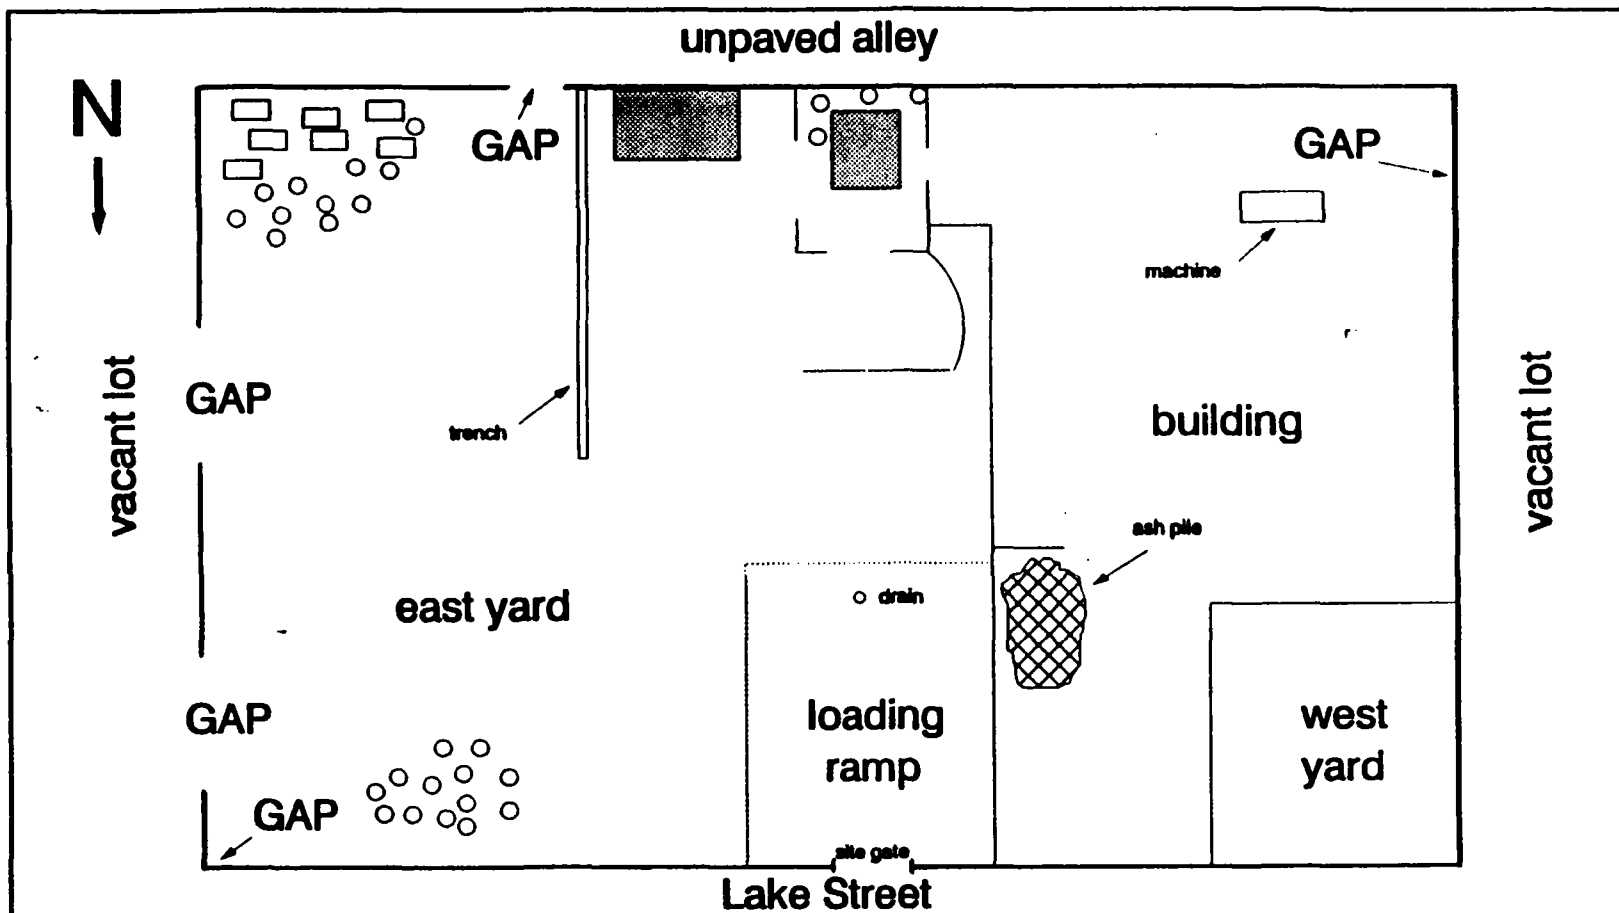 unpaved alley
N
GAP
GAP
machine
vacant lot
GAP
trench
building
vacant lot
ash pile
east yard
drain
GAP
loading
ramp
west
yard
GAP
site gate
Lake Street